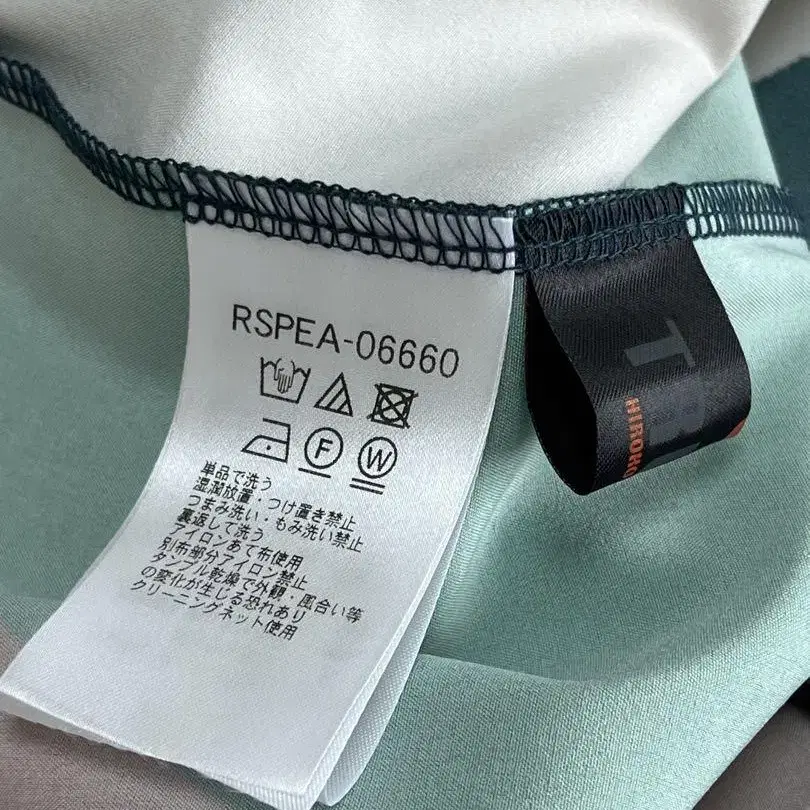 RSPEA-06660
F W
単品で洗う
湿潤放置・つけ置き禁止
つまみ洗い・もみ洗い禁止
裏返して洗う
アイロンあて布使用
別布部分アイロン禁止
タンブル乾燥で外観・風合い等
の変化が生じる恐れあり
クリーニングネット使用